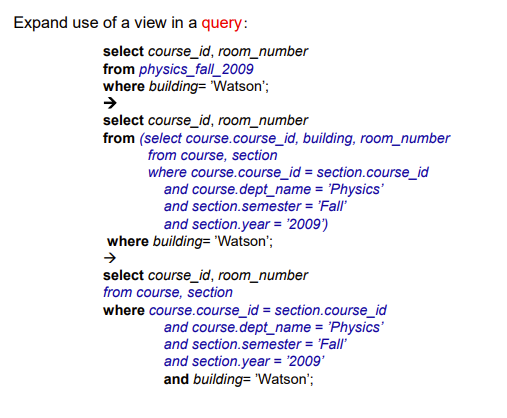 Expand use of a view in a query:
select course_id, room_number
from physics_fall_2009
where building= ’Watson’;
➔
select course_id, room_number
from (select course.course_id, building, room_number
from course, section
where course.course_id = section.course_id
and course.dept_name = ’Physics’
and section.semester = ’Fall’
and section.year = ’2009’)
where building= ’Watson’;
→
select course_id, room_number
from course, section
where course.course_id = section.course_id
and course.dept_name = ’Physics’
and section.semester = ’Fall’
and section.year = ’2009’
and building= ’Watson’;